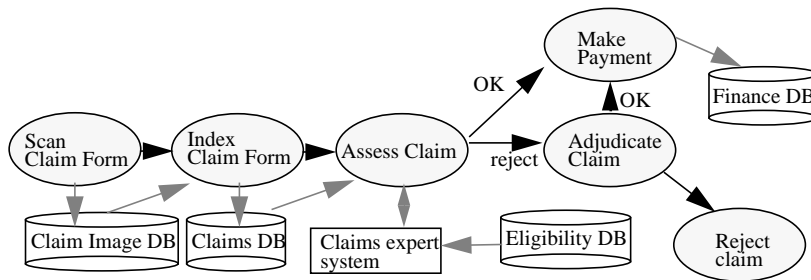 Make
Payment
OK
Finance DB
OK
Scan
Claim Form
Index
Claim Form
Assess Claim
reject
Adjudicate
Claim
Claim Image DB
Claims DB
Claims expert
system
Eligibility DB
Reject
claim